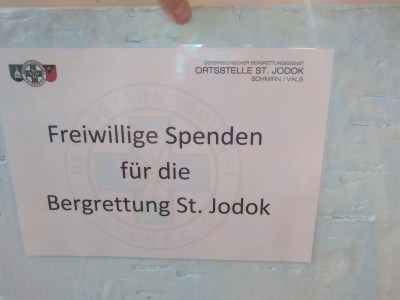 ÖSTERREICHISCHER BERGRETTUNGSDIENST
ORTSSTELLE ST. JODOK
SCHMIRN / VALS
Freiwillige Spenden
für die
Bergrettung St. Jodok